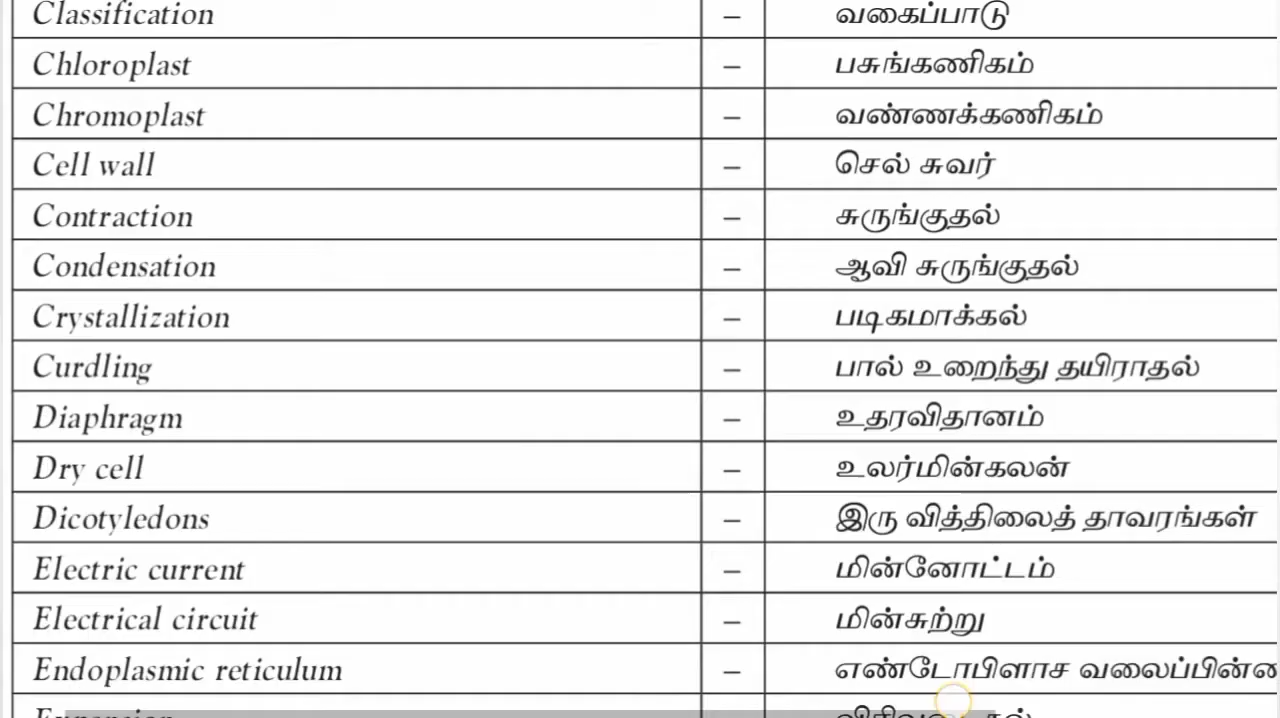 Classification – வகைப்பாடு
Chloroplast – பசுங்கணிகம்
Chromoplast – வண்ணக்கணிகம்
Cell wall – செல் சுவர்
Contraction – சுருங்குதல்
Condensation – ஆவி சுருங்குதல்
Crystallization – படிகமாக்கல்
Curdling – பால் உறைந்து தயிராதல்
Diaphragm – உதரவிதானம்
Dry cell – உலர்மின்கலன்
Dicotyledons – இரு வித்திலைத் தாவரங்கள்
Electric current – மின்னோட்டம்
Electrical circuit – மின்சுற்று
Endoplasmic reticulum – எண்டோபிளாச